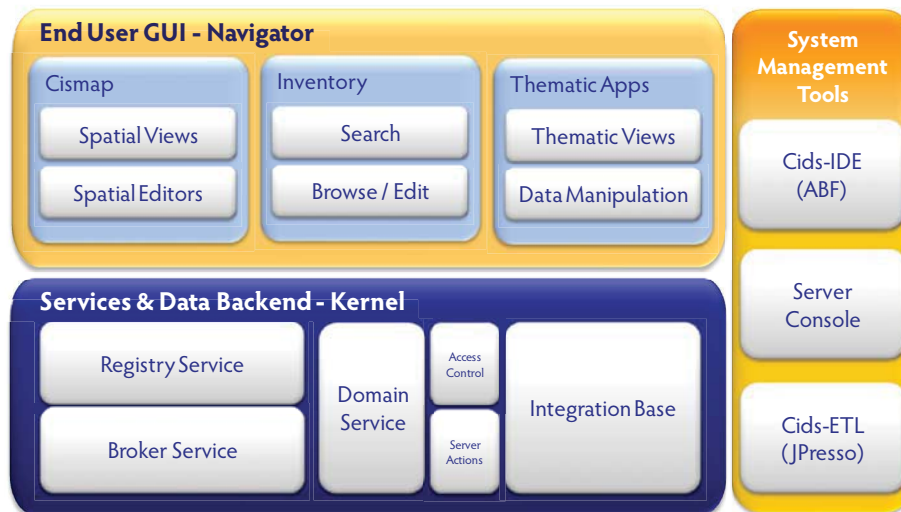 End User GUI - Navigator
Cismap
Spatial Views
Spatial Editors
Inventory
Search
Browse / Edit
Thematic Apps
Thematic Views
Data Manipulation
Services & Data Backend - Kernel
Registry Service
Broker Service
Domain
Service
Access
Control
Server
Actions
Integration Base
System
Management
Tools
Cids-IDE
(ABF)
Server
Console
Cids-ETL
(JPresso)